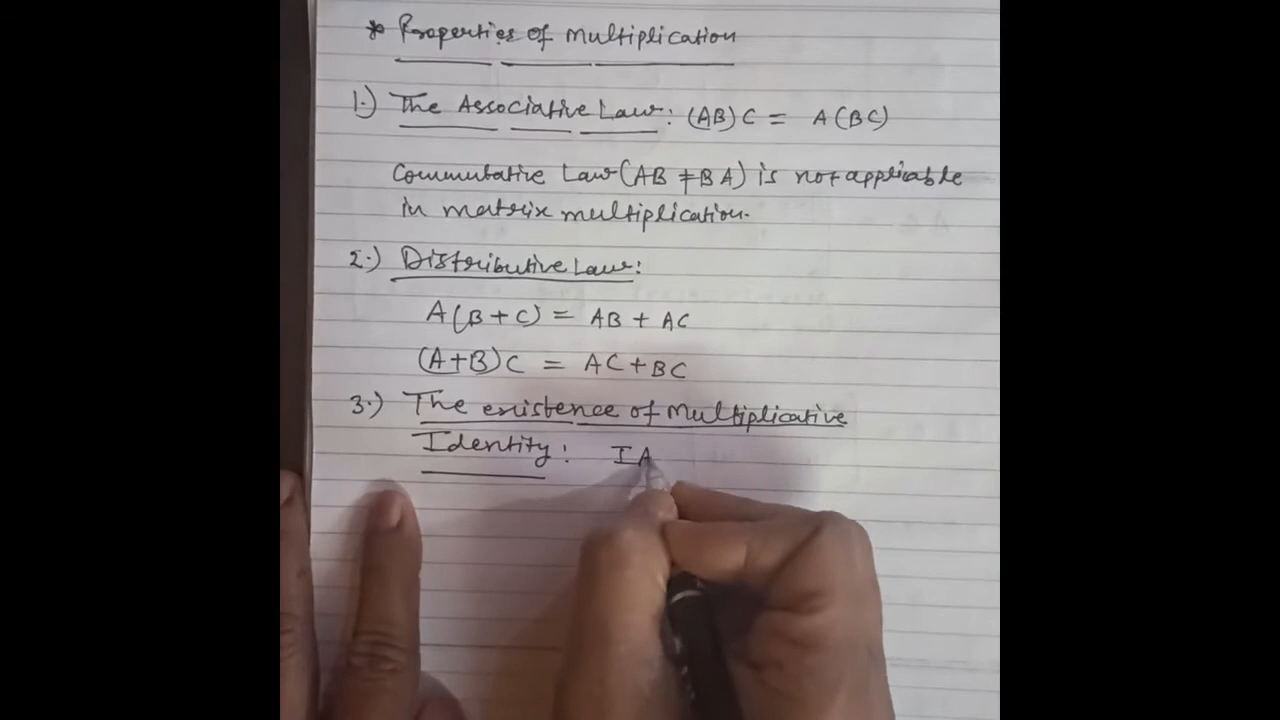 * Properties of Multiplication
1.) The Associative Law: (AB)C = A(BC)
Commutative Law (AB ≠ BA) is not applicable
in matrix multiplication.
2.) Distributive Law:
A(B+C) = AB + AC
(A+B)C = AC + BC
3.) The existence of Multiplicative
Identity: IA